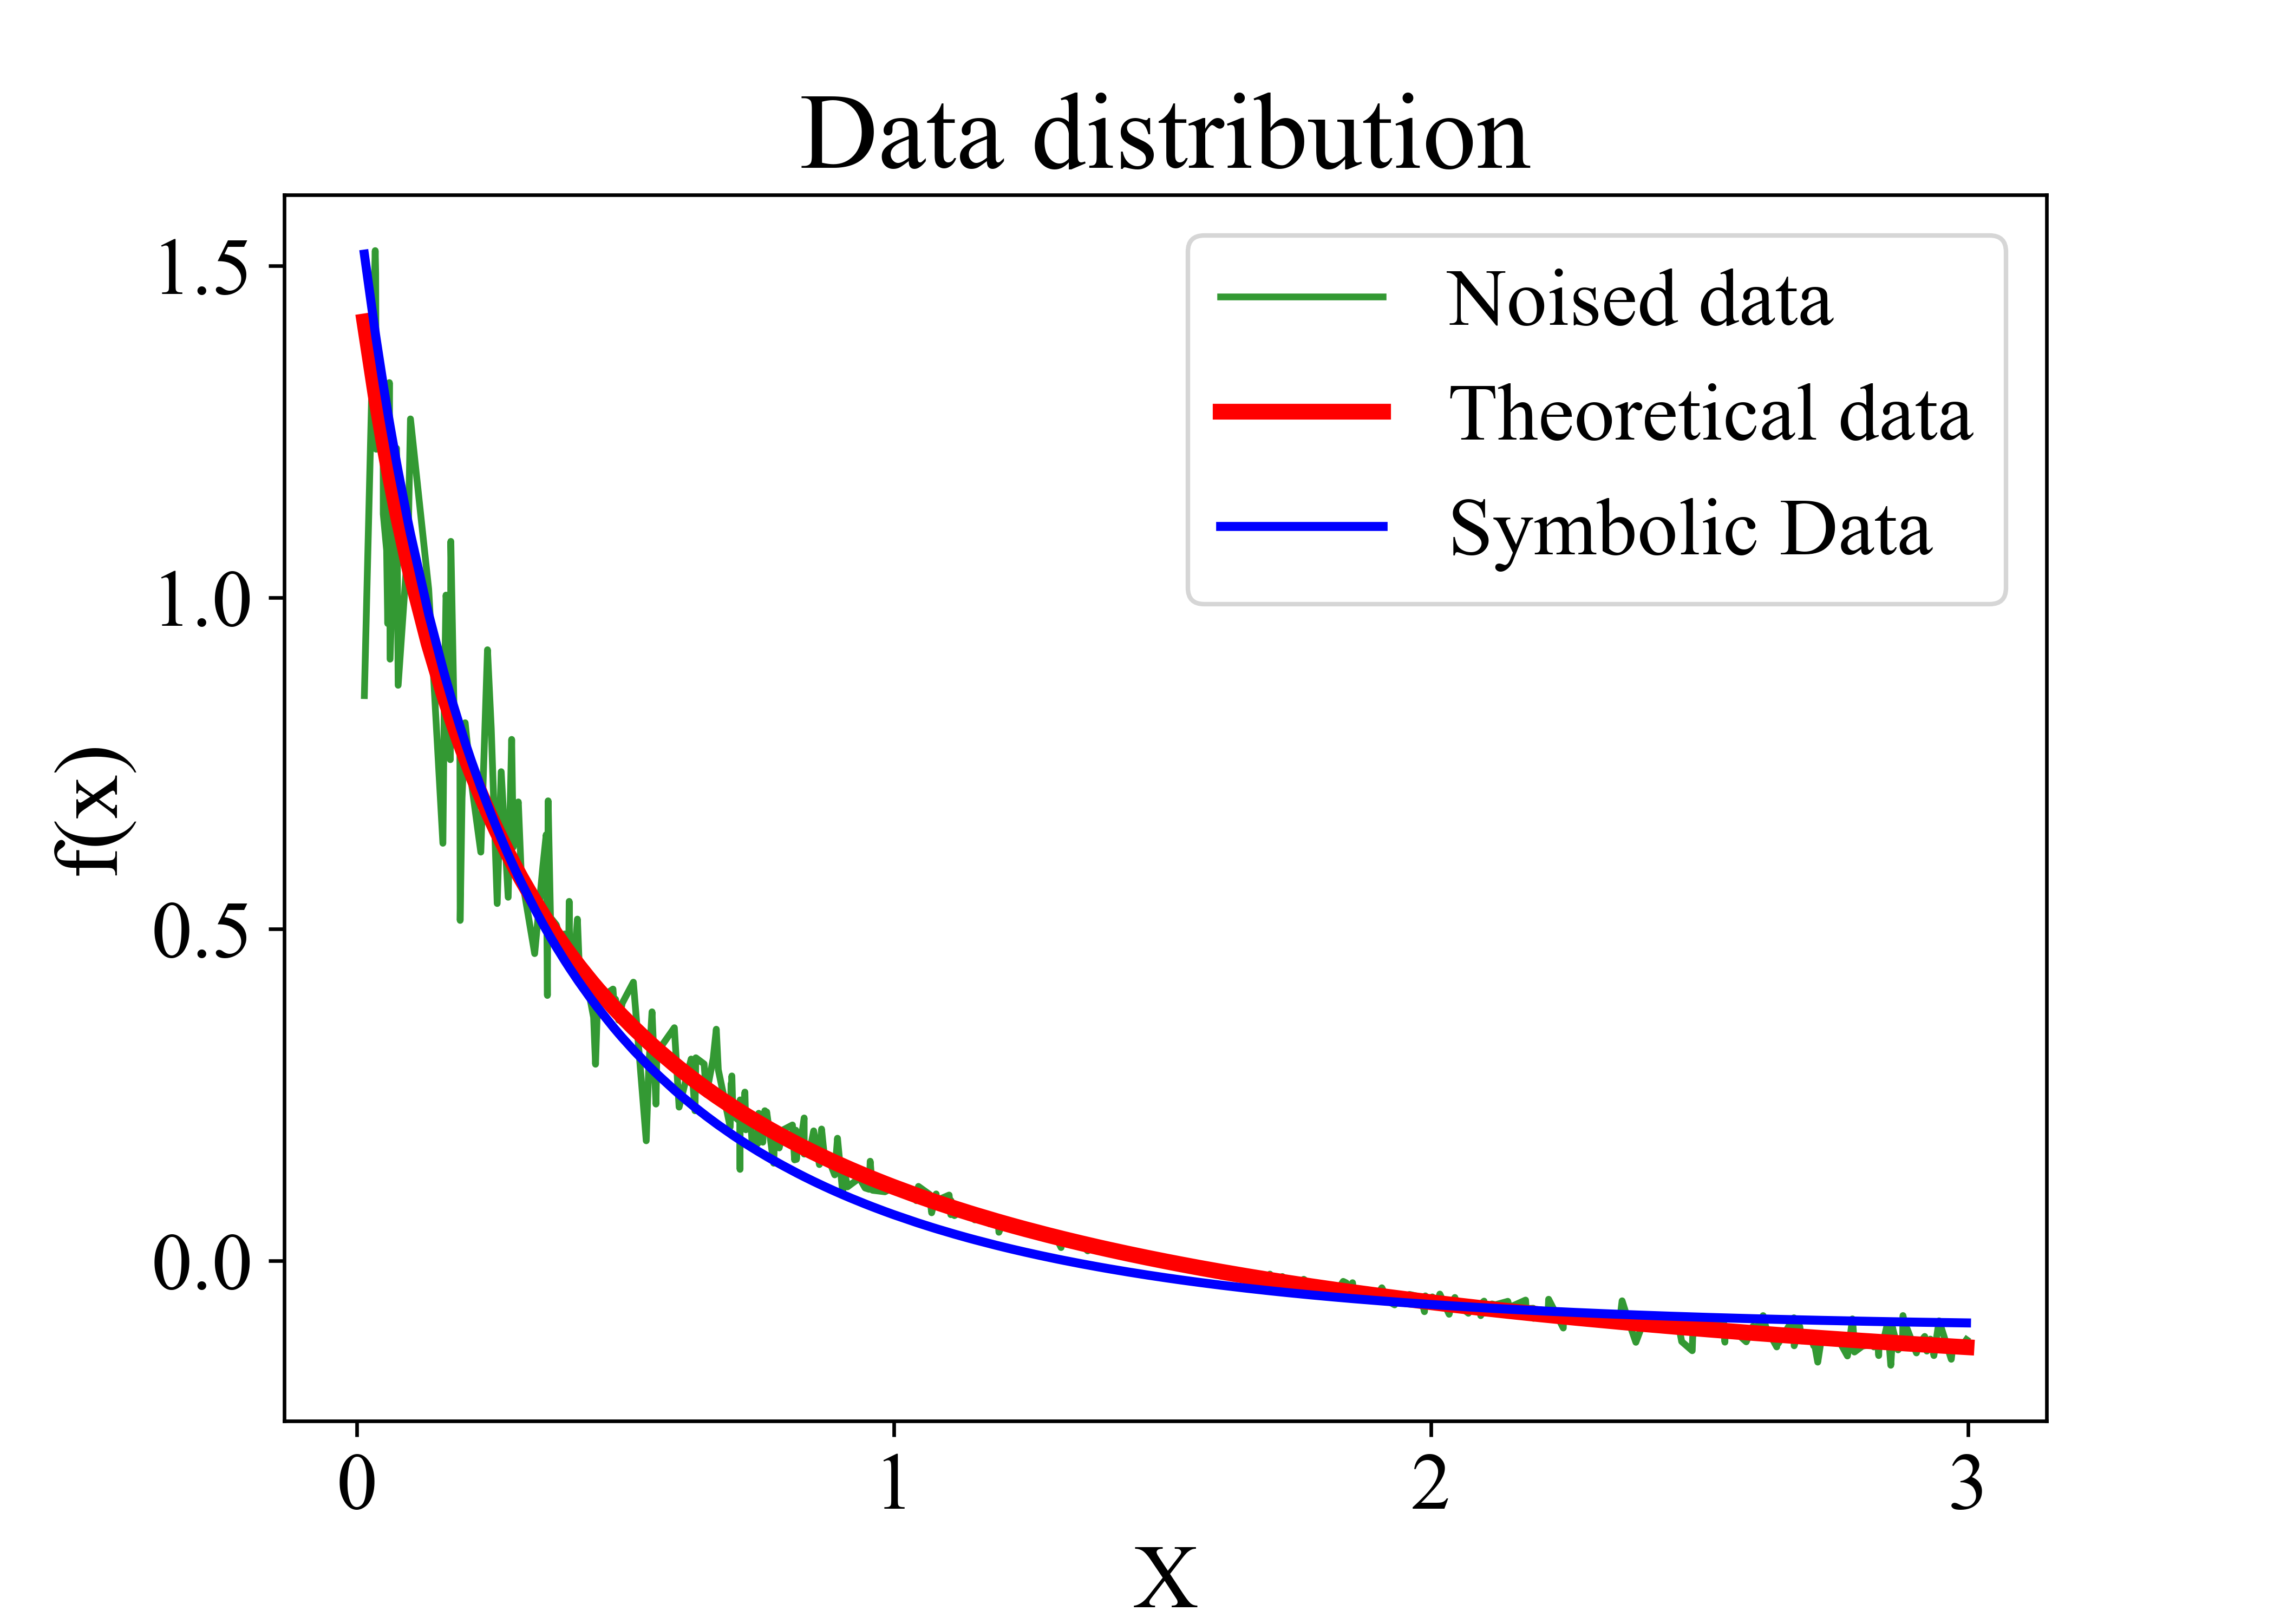 Data distribution
1.5
1.0
0.5
0.0
f(x)
Noised data
Theoretical data
Symbolic Data
0 1 2 3
X